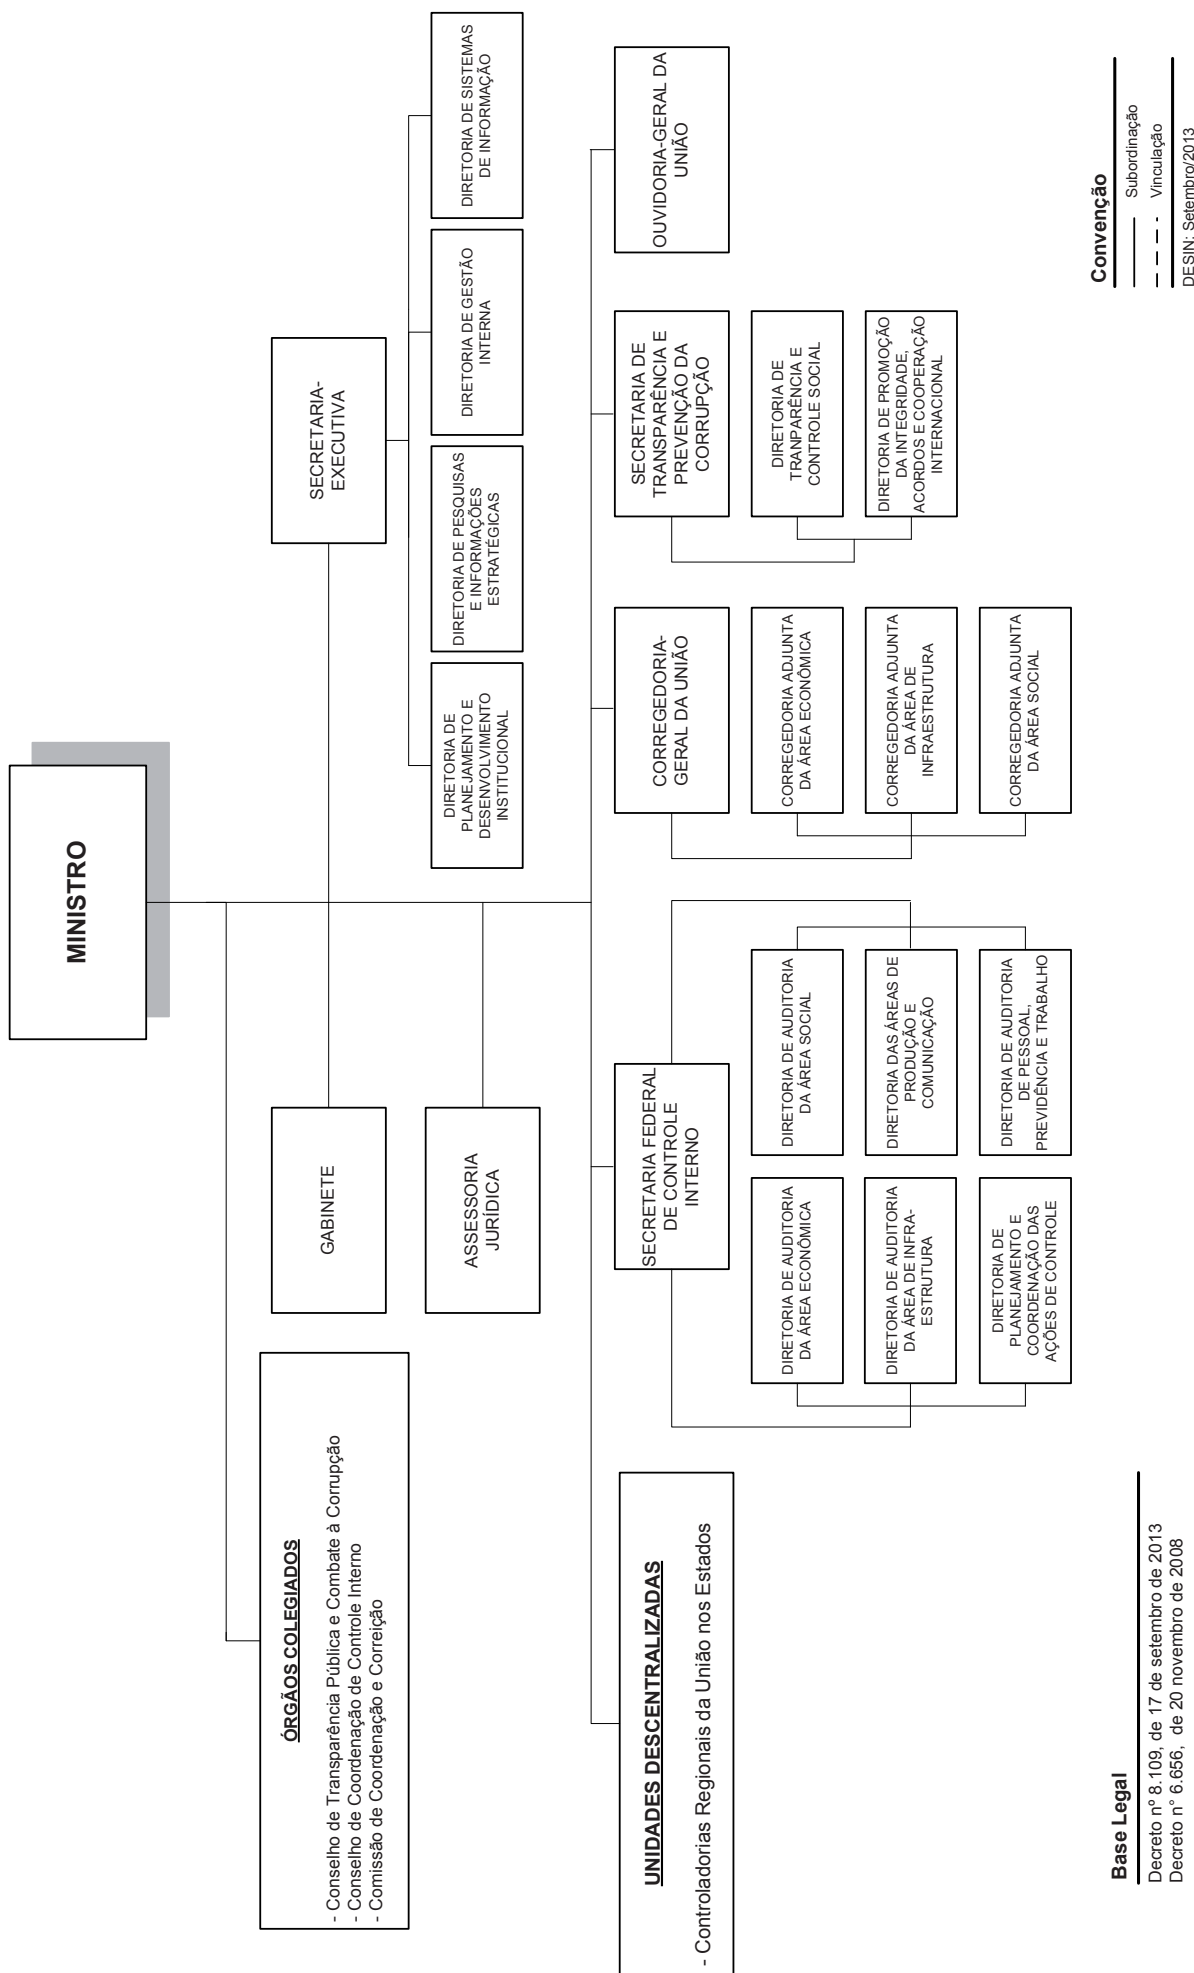 MINISTRO
ÓRGÃOS COLEGIADOS
- Conselho de Transparência Pública e Combate à Corrupção
- Conselho de Coordenação de Controle Interno
- Comissão de Coordenação e Correição
GABINETE
SECRETARIA-
EXECUTIVA
ASSESSORIA
JURÍDICA
DIRETORIA DE
PLANEJAMENTO E
DESENVOLVIMENTO
INSTITUCIONAL
DIRETORIA DE PESQUISAS
E INFORMAÇÕES
ESTRATÉGICAS
DIRETORIA DE GESTÃO
INTERNA
DIRETORIA DE SISTEMAS
DE INFORMAÇÃO
UNIDADES DESCENTRALIZADAS
- Controladorias Regionais da União nos Estados
SECRETARIA FEDERAL
DE CONTROLE
INTERNO
DIRETORIA DE AUDITORIA
DA ÁREA ECONÔMICA
DIRETORIA DE AUDITORIA
DA ÁREA DE INFRA-
ESTRUTURA
DIRETORIA DE
PLANEJAMENTO E
COORDENAÇÃO DAS
AÇÕES DE CONTROLE
DIRETORIA DE AUDITORIA
DA ÁREA SOCIAL
DIRETORIA DAS ÁREAS DE
PRODUÇÃO E
COMUNICAÇÃO
DIRETORIA DE AUDITORIA
DE PESSOAL,
PREVIDÊNCIA E TRABALHO
CORREGEDORIA-
GERAL DA UNIÃO
CORREGEDORIA ADJUNTA
DA ÁREA ECONÔMICA
CORREGEDORIA ADJUNTA
DA ÁREA DE
INFRAESTRUTURA
CORREGEDORIA ADJUNTA
DA ÁREA SOCIAL
SECRETARIA DE
TRANSPARÊNCIA E
PREVENÇÃO DA
CORRUPÇÃO
DIRETORIA DE
TRANPARÊNCIA E
CONTROLE SOCIAL
DIRETORIA DE PROMOÇÃO
DA INTEGRIDADE,
ACORDOS E COOPERAÇÃO
INTERNACIONAL
OUVIDORIA-GERAL DA
UNIÃO
Base Legal
Decreto nº 8.109, de 17 de setembro de 2013
Decreto n° 6.656, de 20 novembro de 2008
Convenção
Subordinação
Vinculação
DESIN: Setembro/2013